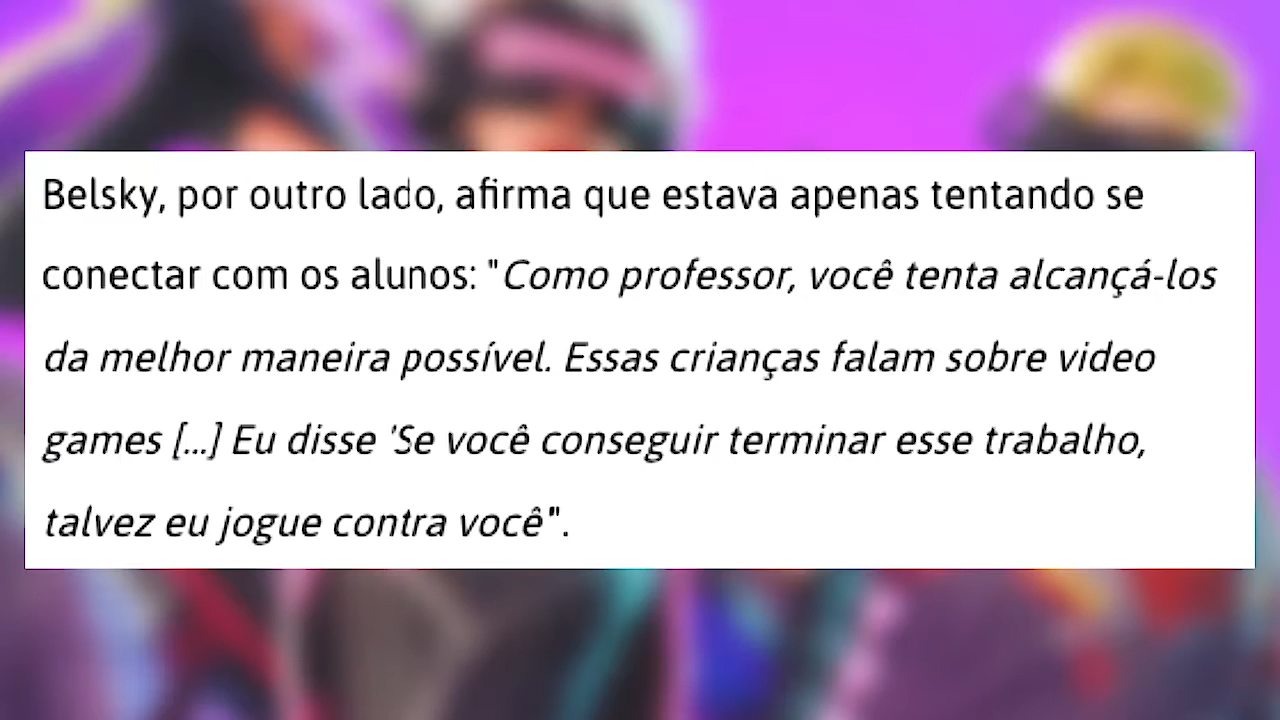 Belsky, por outro lado, afirma que estava apenas tentando se
conectar com os alunos: "Como professor, você tenta alcançá-los
da melhor maneira possível. Essas crianças falam sobre video
games [...] Eu disse 'Se você conseguir terminar esse trabalho,
talvez eu jogue contra você'".